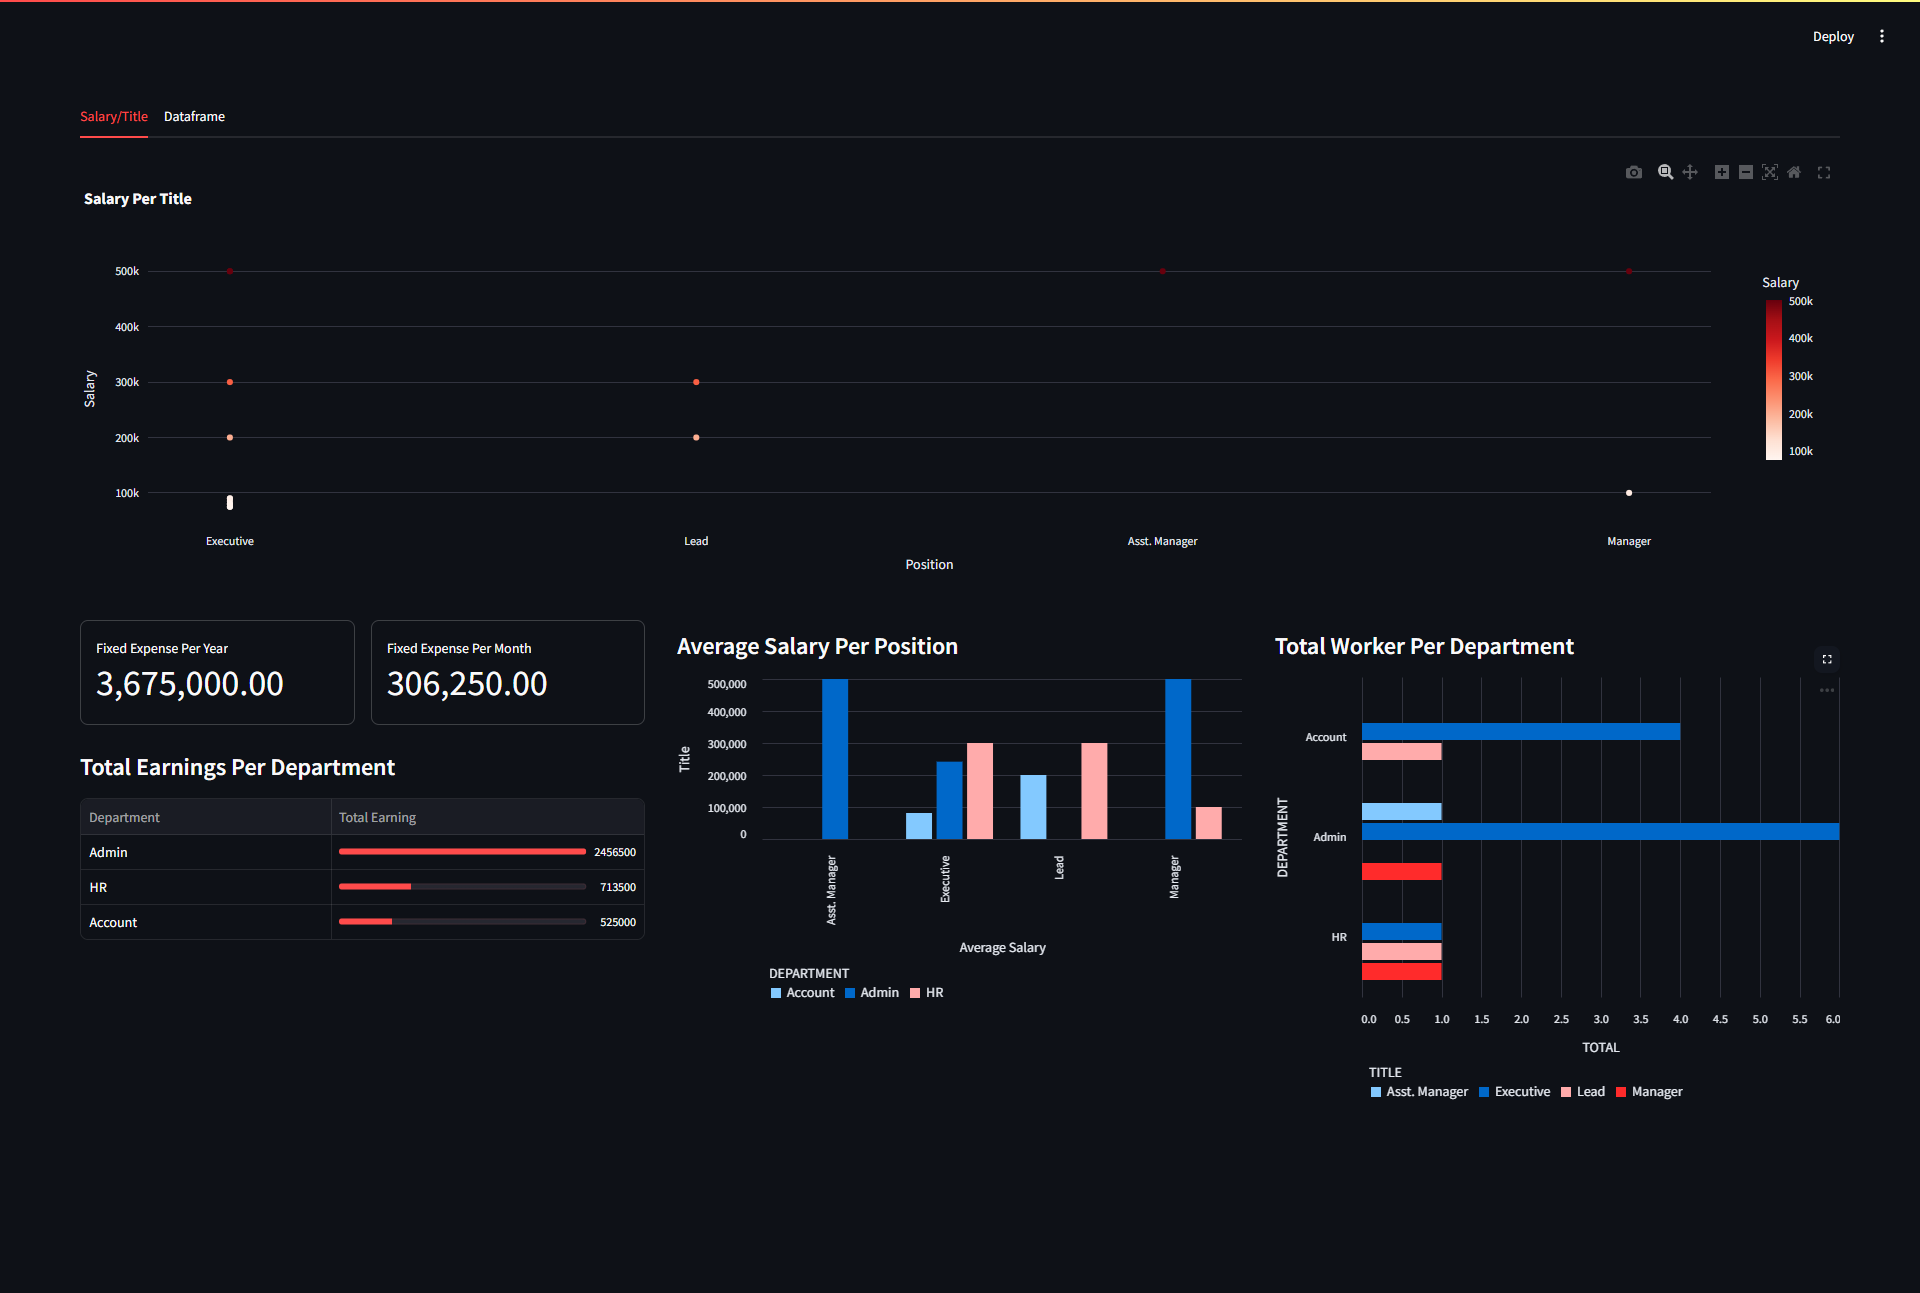 Deploy
Salary/Title Dataframe
Salary Per Title
500k
400k
300k
200k
100k
Salary
Executive Lead Asst. Manager Manager
Position
Salary
500k
400k
300k
200k
100k
Fixed Expense Per Year
3,675,000.00
Fixed Expense Per Month
306,250.00
Total Earnings Per Department
Department Total Earning
Admin 2456500
HR 713500
Account 525000
Average Salary Per Position
500,000
400,000
300,000
200,000
100,000
0
Title
Asst. Manager Executive Lead Manager
Average Salary
DEPARTMENT
Account Admin HR
Total Worker Per Department
Account
Admin
HR
DEPARTMENT
0.0 0.5 1.0 1.5 2.0 2.5 3.0 3.5 4.0 4.5 5.0 5.5 6.0
TOTAL
TITLE
Asst. Manager Executive Lead Manager